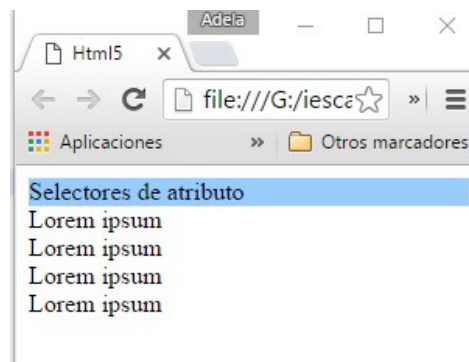 Adela
Html5
file:///G:/iesca
Aplicaciones
Otros marcadores
Selectores de atributo
Lorem ipsum
Lorem ipsum
Lorem ipsum
Lorem ipsum